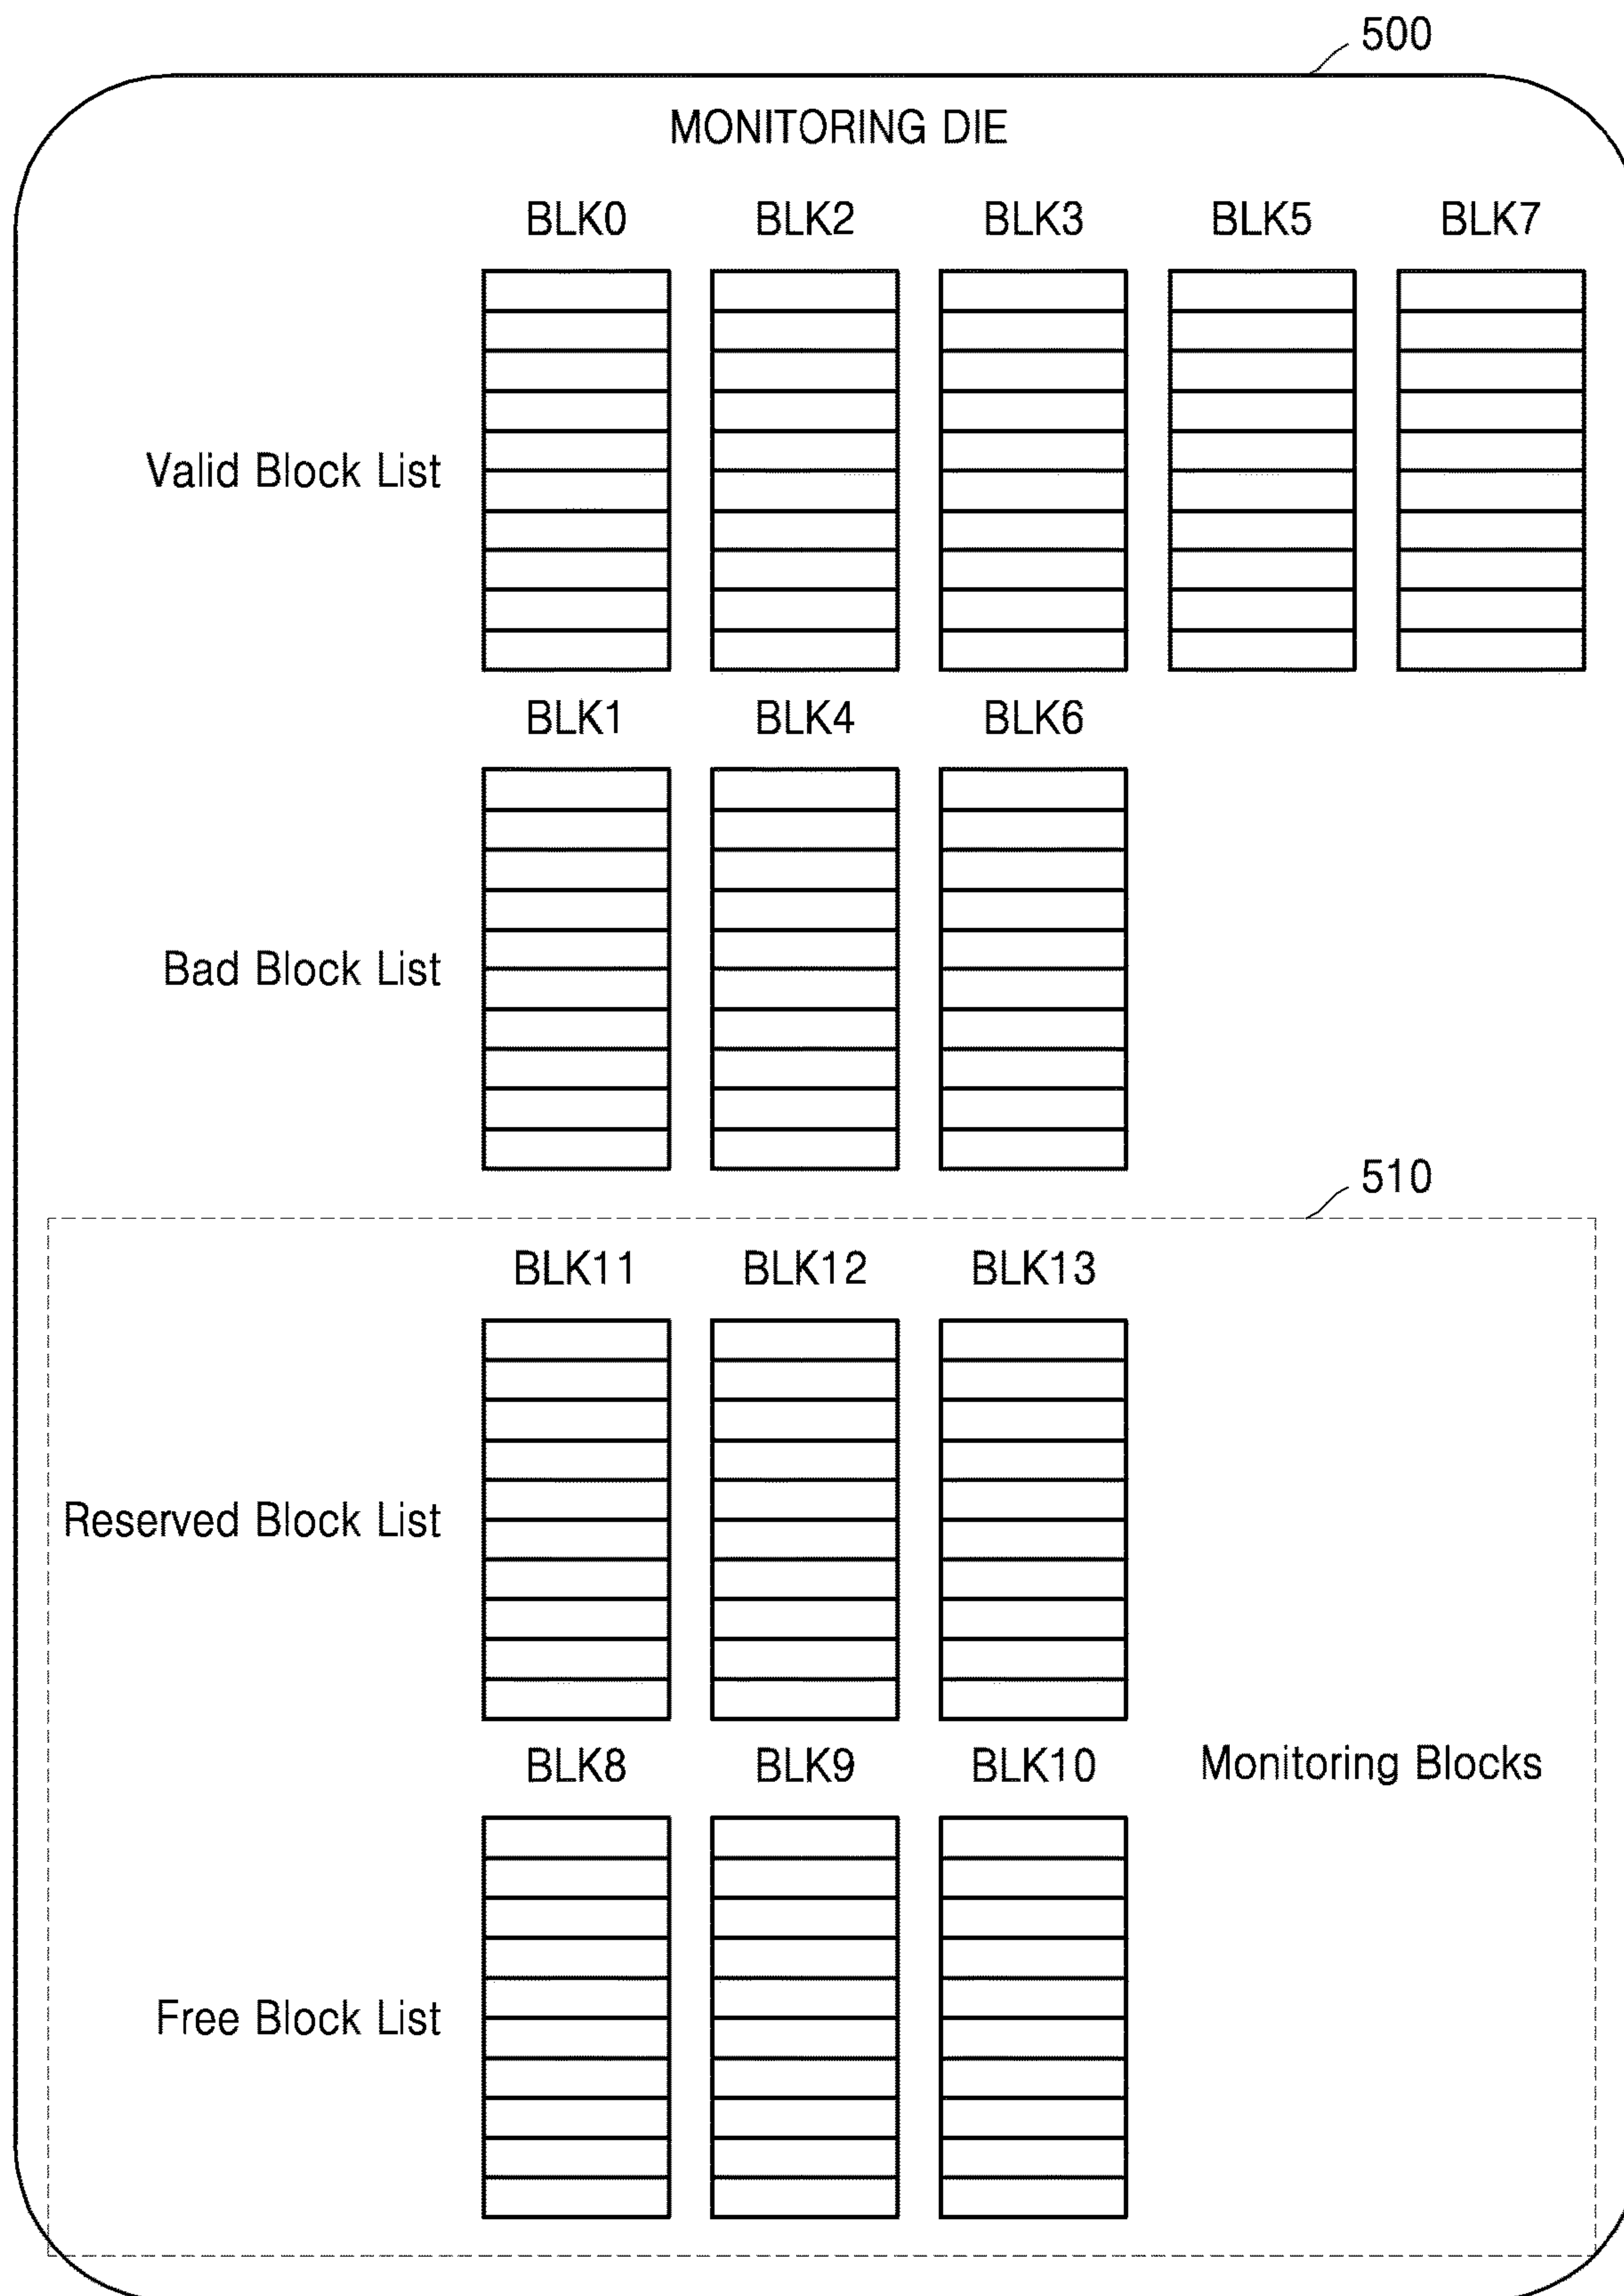 500
MONITORING DIE
BLK0 BLK2 BLK3 BLK5 BLK7
Valid Block List
BLK1 BLK4 BLK6
Bad Block List
510
BLK11 BLK12 BLK13
Reserved Block List
BLK8 BLK9 BLK10
Monitoring Blocks
Free Block List